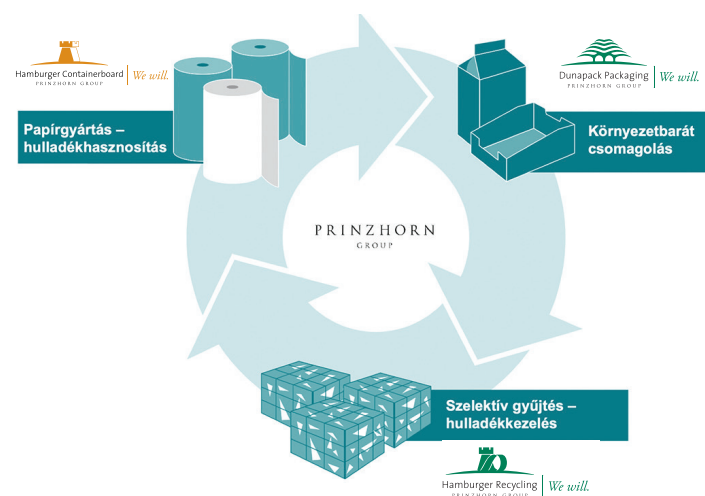 Hamburger Containerboard
PRINZHORN GROUP
We will.
Dunapack Packaging
PRINZHORN GROUP
We will.
Papírgyártás –
hulladékhasznosítás
Környezetbarát
csomagolás
PRINZHORN
GROUP
Szelektív gyűjtés –
hulladékkezelés
Hamburger Recycling
PRINZHORN GROUP
We will.